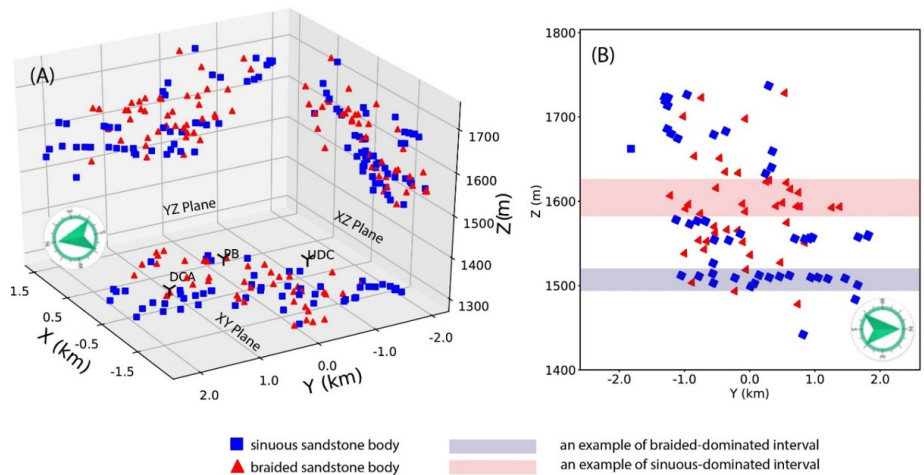 (A)
YZ Plane
XZ Plane
XY Plane
DCA
PB
UDC
1700
1600
1500
1400
1300
Z(m)
1.5
0.5
-0.5
-1.5
X (km)
2.0
1.0
0.0
-1.0
-2.0
Y (km)
(B)
1800
1700
1600
1500
1400
Z (m)
-2.0 -1.0 0.0 1.0 2.0
Y (km)
sinuous sandstone body an example of braided-dominated interval
braided sandstone body an example of sinuous-dominated interval